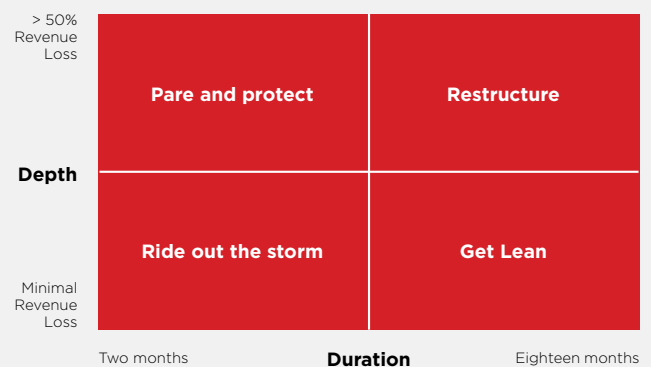 > 50%
Revenue
Loss
Pare and protect
Restructure
Depth
Ride out the storm
Get Lean
Minimal
Revenue
Loss
Two months
Duration
Eighteen months